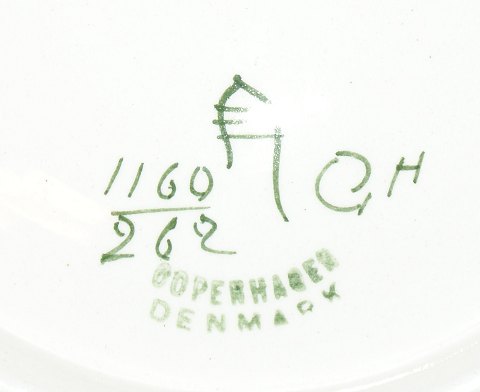 1160
262
CH
COPENHAGEN
DENMARK